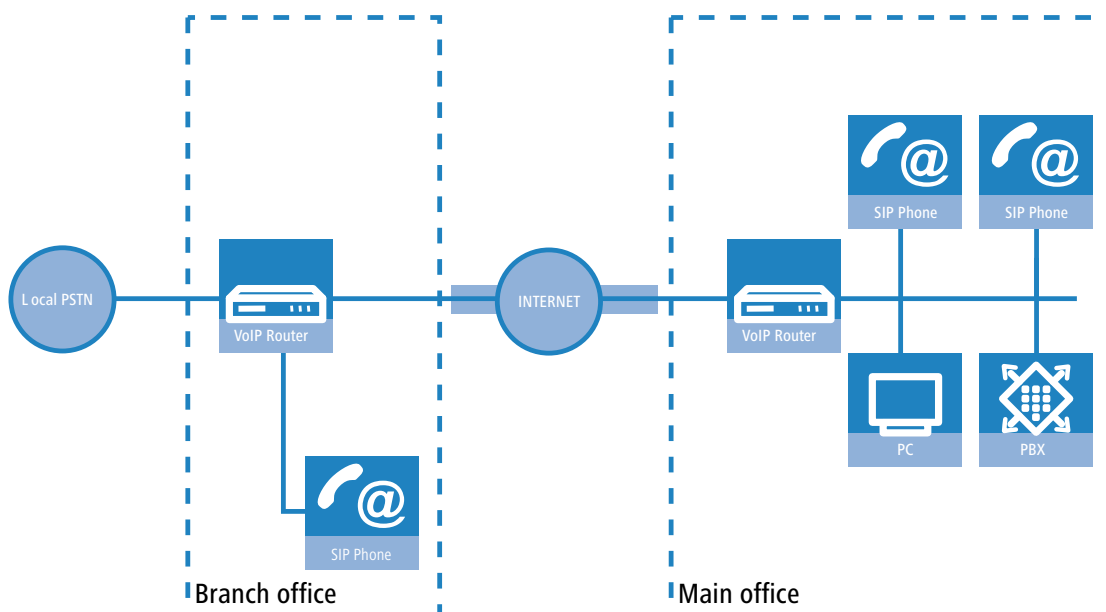 SIP Phone
SIP Phone
Local PSTN
INTERNET
VoIP Router
VoIP Router
PC
PBX
SIP Phone
Branch office
Main office